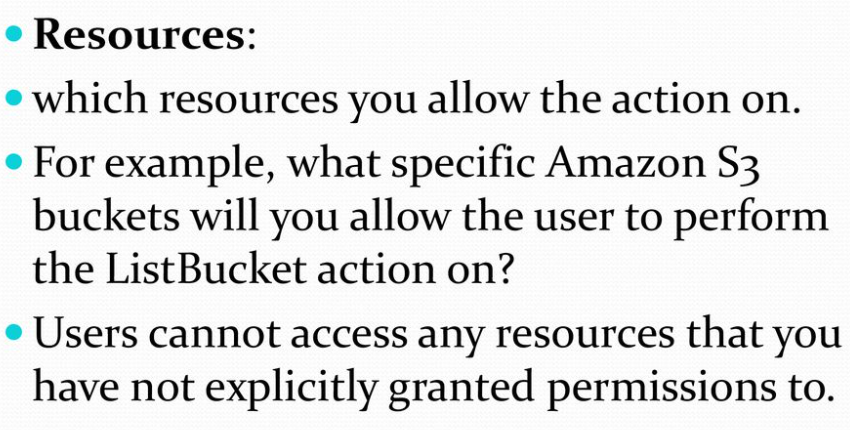 • Resources:
• which resources you allow the action on.
• For example, what specific Amazon S3
buckets will you allow the user to perform
the ListBucket action on?
• Users cannot access any resources that you
have not explicitly granted permissions to.